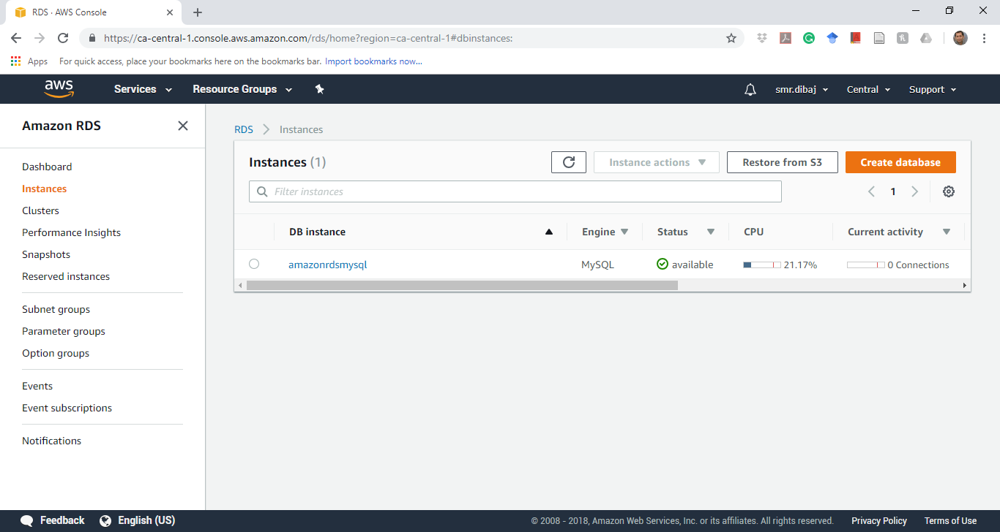 RDS · AWS Console
https://ca-central-1.console.aws.amazon.com/rds/home?region=ca-central-1#dbinstances:
Apps For quick access, place your bookmarks here on the bookmarks bar. Import bookmarks now...
aws Services Resource Groups smr.dibaj Central Support
Amazon RDS
Dashboard
Instances
Clusters
Performance Insights
Snapshots
Reserved instances
Subnet groups
Parameter groups
Option groups
Events
Event subscriptions
Notifications
RDS Instances
Instances (1) Instance actions Restore from S3 Create database
Filter instances 1
DB instance Engine Status CPU Current activity
amazonrdsmysql MySQL available 21.17% 0 Connections
Feedback English (US) © 2008 - 2018, Amazon Web Services, Inc. or its affiliates. All rights reserved. Privacy Policy Terms of Use